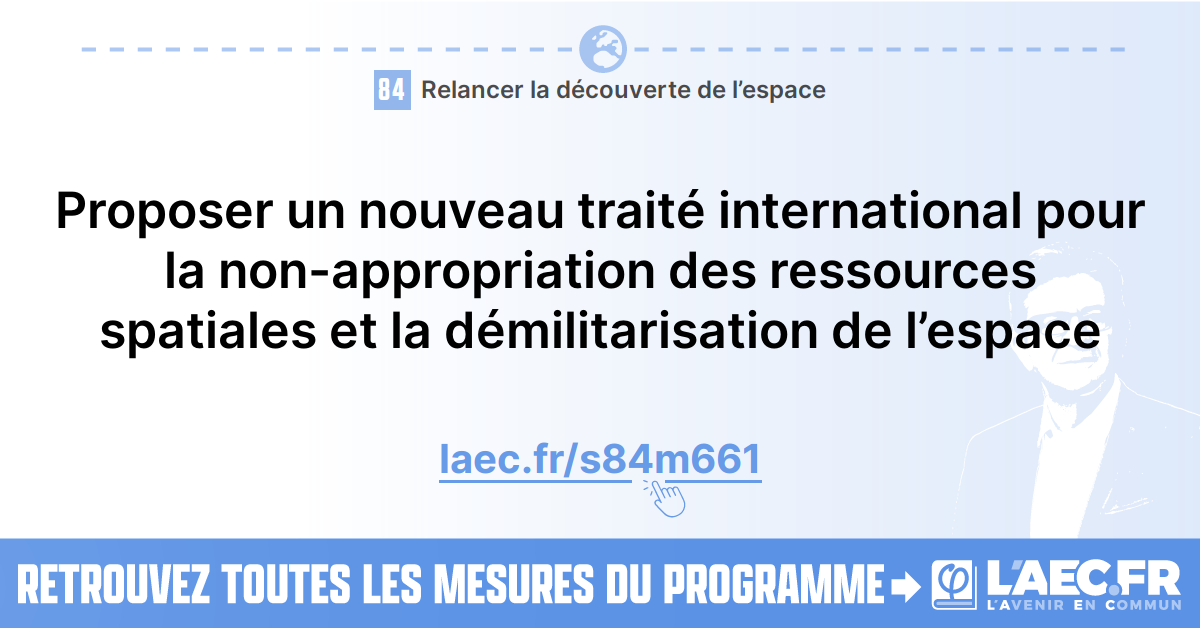 84 Relancer la découverte de l’espace
Proposer un nouveau traité international pour
la non-appropriation des ressources
spatiales et la démilitarisation de l’espace
laec.fr/s84m661
RETROUVEZ TOUTES LES MESURES DU PROGRAMME
L'AEC.FR
L'AVENIR EN COMMUN